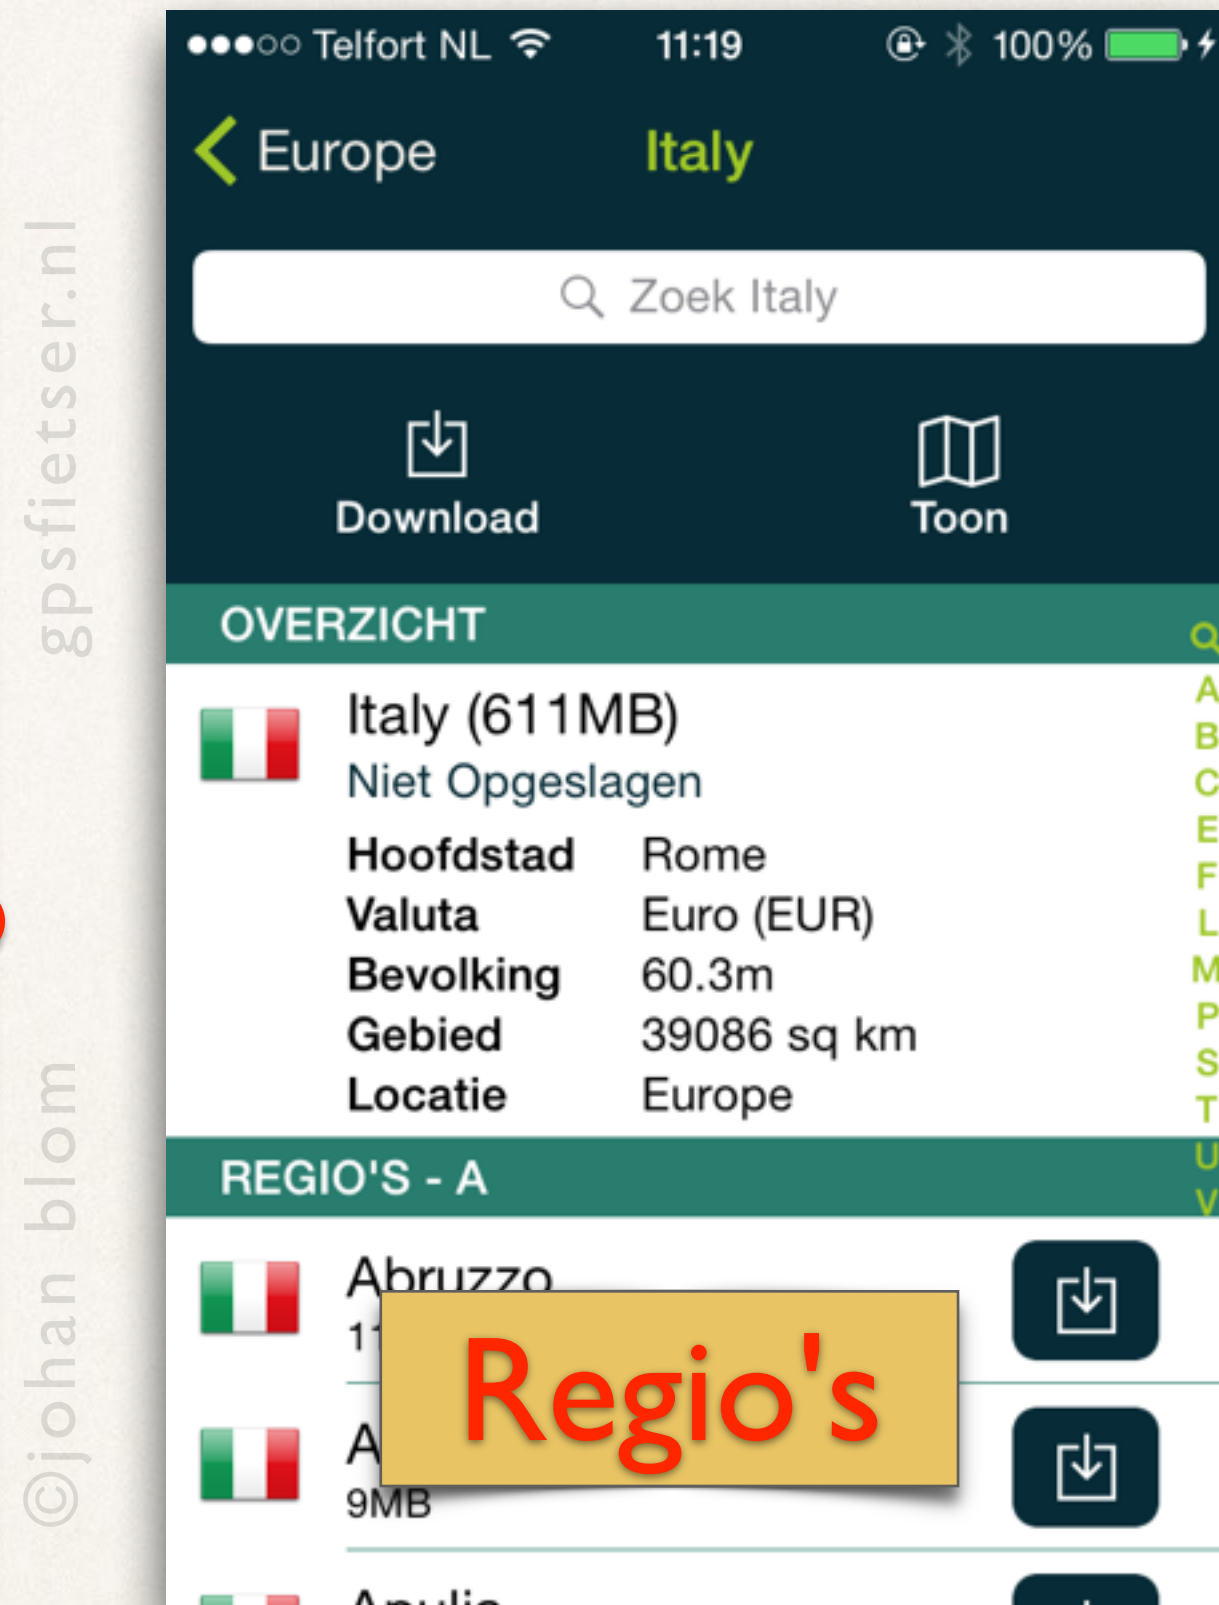 Telfort NL 11:19 100%
Europe Italy
Zoek Italy
Download Toon
OVERZICHT
Italy (611MB)
Niet Opgeslagen
Hoofdstad Rome
Valuta Euro (EUR)
Bevolking 60.3m
Gebied 39086 sq km
Locatie Europe
REGIO'S - A
Abruzzo
Regio's
9MB
Apulia
A
B
C
E
F
L
M
P
S
T
U
V
©johan blom gpsfietser.nl